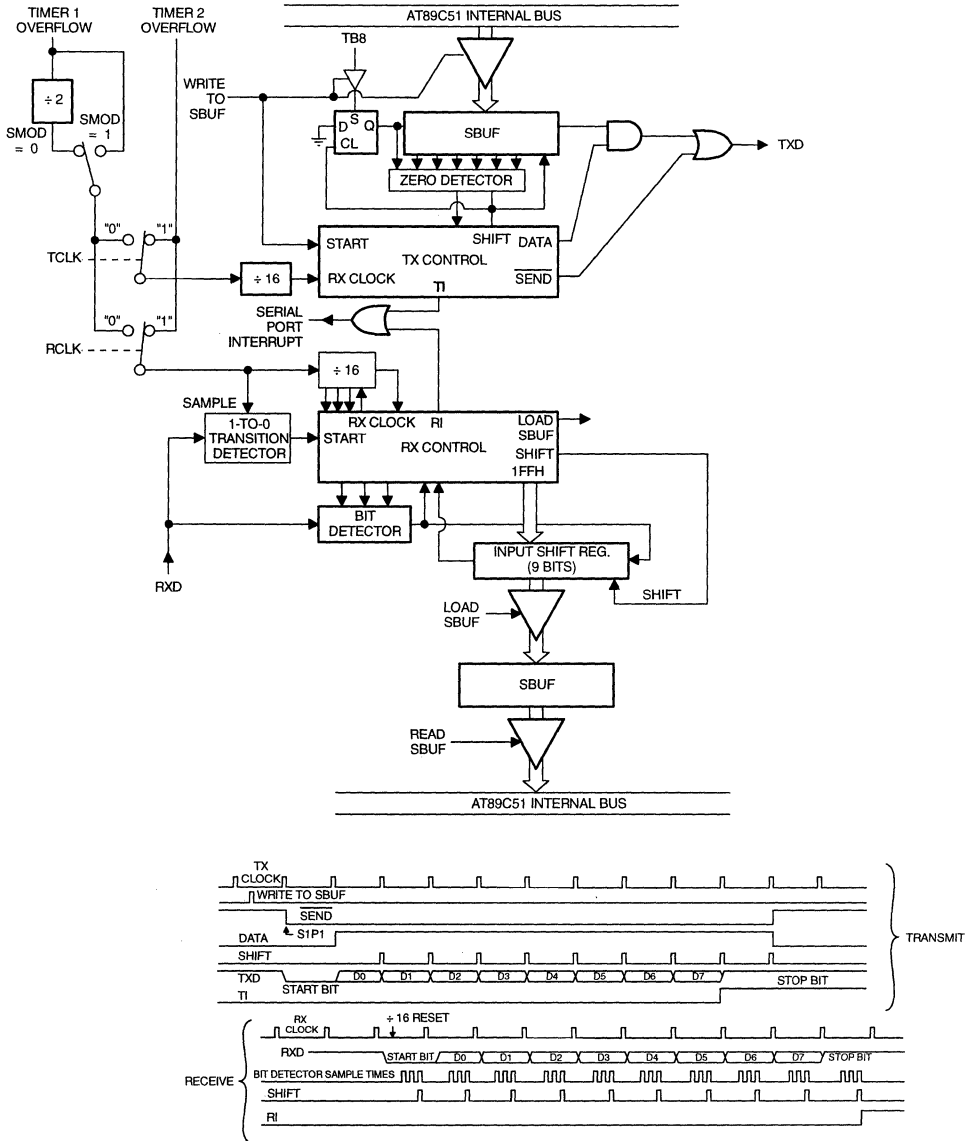 TIMER 1
OVERFLOW
TIMER 2
OVERFLOW
AT89C51 INTERNAL BUS
TB8
WRITE
TO
SBUF
÷ 2
SMOD
= 1
SMOD
= 0
D S Q
CL
SBUF
TXD
ZERO DETECTOR
"0" "1"
TCLK
START
SHIFT
DATA
TX CONTROL
÷ 16
RX CLOCK
SEND
TI
SERIAL
PORT
INTERRUPT
"0" "1"
RCLK
÷ 16
SAMPLE
1-TO-0
TRANSITION
DETECTOR
RX CLOCK RI
START
RX CONTROL
LOAD
SBUF
SHIFT
1FFH
BIT
DETECTOR
RXD
INPUT SHIFT REG.
(9 BITS)
SHIFT
LOAD
SBUF
SBUF
READ
SBUF
AT89C51 INTERNAL BUS
TX
CLOCK
WRITE TO SBUF
SEND
S1P1
DATA
SHIFT
TXD
START BIT
D0 D1 D2 D3 D4 D5 D6 D7
STOP BIT
TI
TRANSMIT
RX
CLOCK
÷ 16 RESET
RXD
START BIT D0 D1 D2 D3 D4 D5 D6 D7 STOP BIT
BIT DETECTOR SAMPLE TIMES
SHIFT
RI
RECEIVE